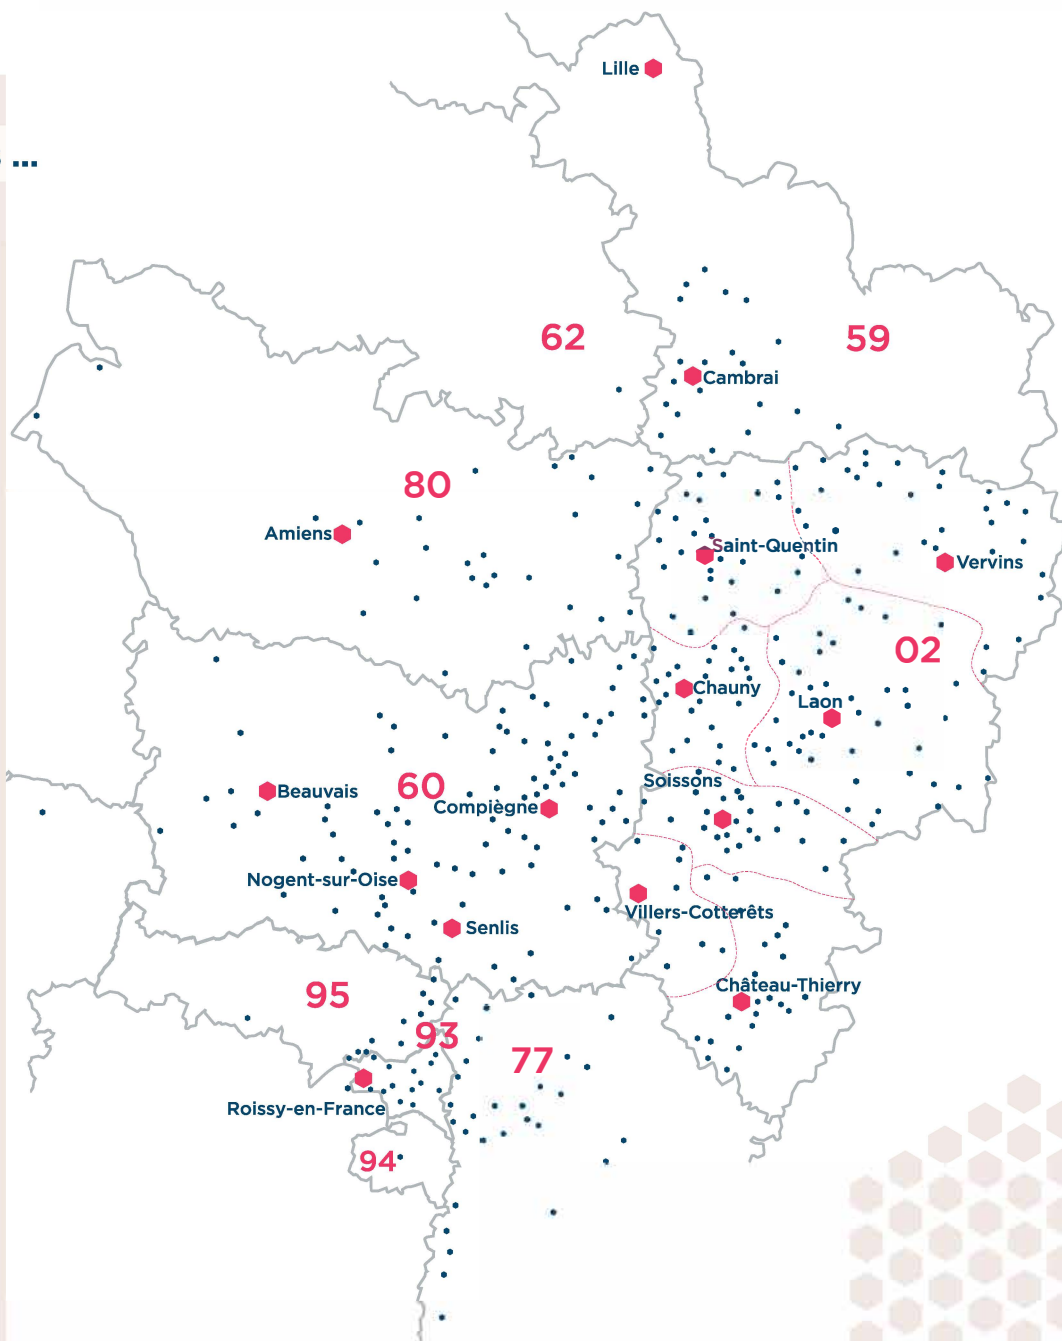 Lille
62
59
Cambrai
80
Amiens
Saint-Quentin
Vervins
02
Chauny
Laon
Soissons
Beauvais
60
Compiègne
Nogent-sur-Oise
Villers-Cotterêts
Senlis
95
Château-Thierry
93
77
Roissy-en-France
94